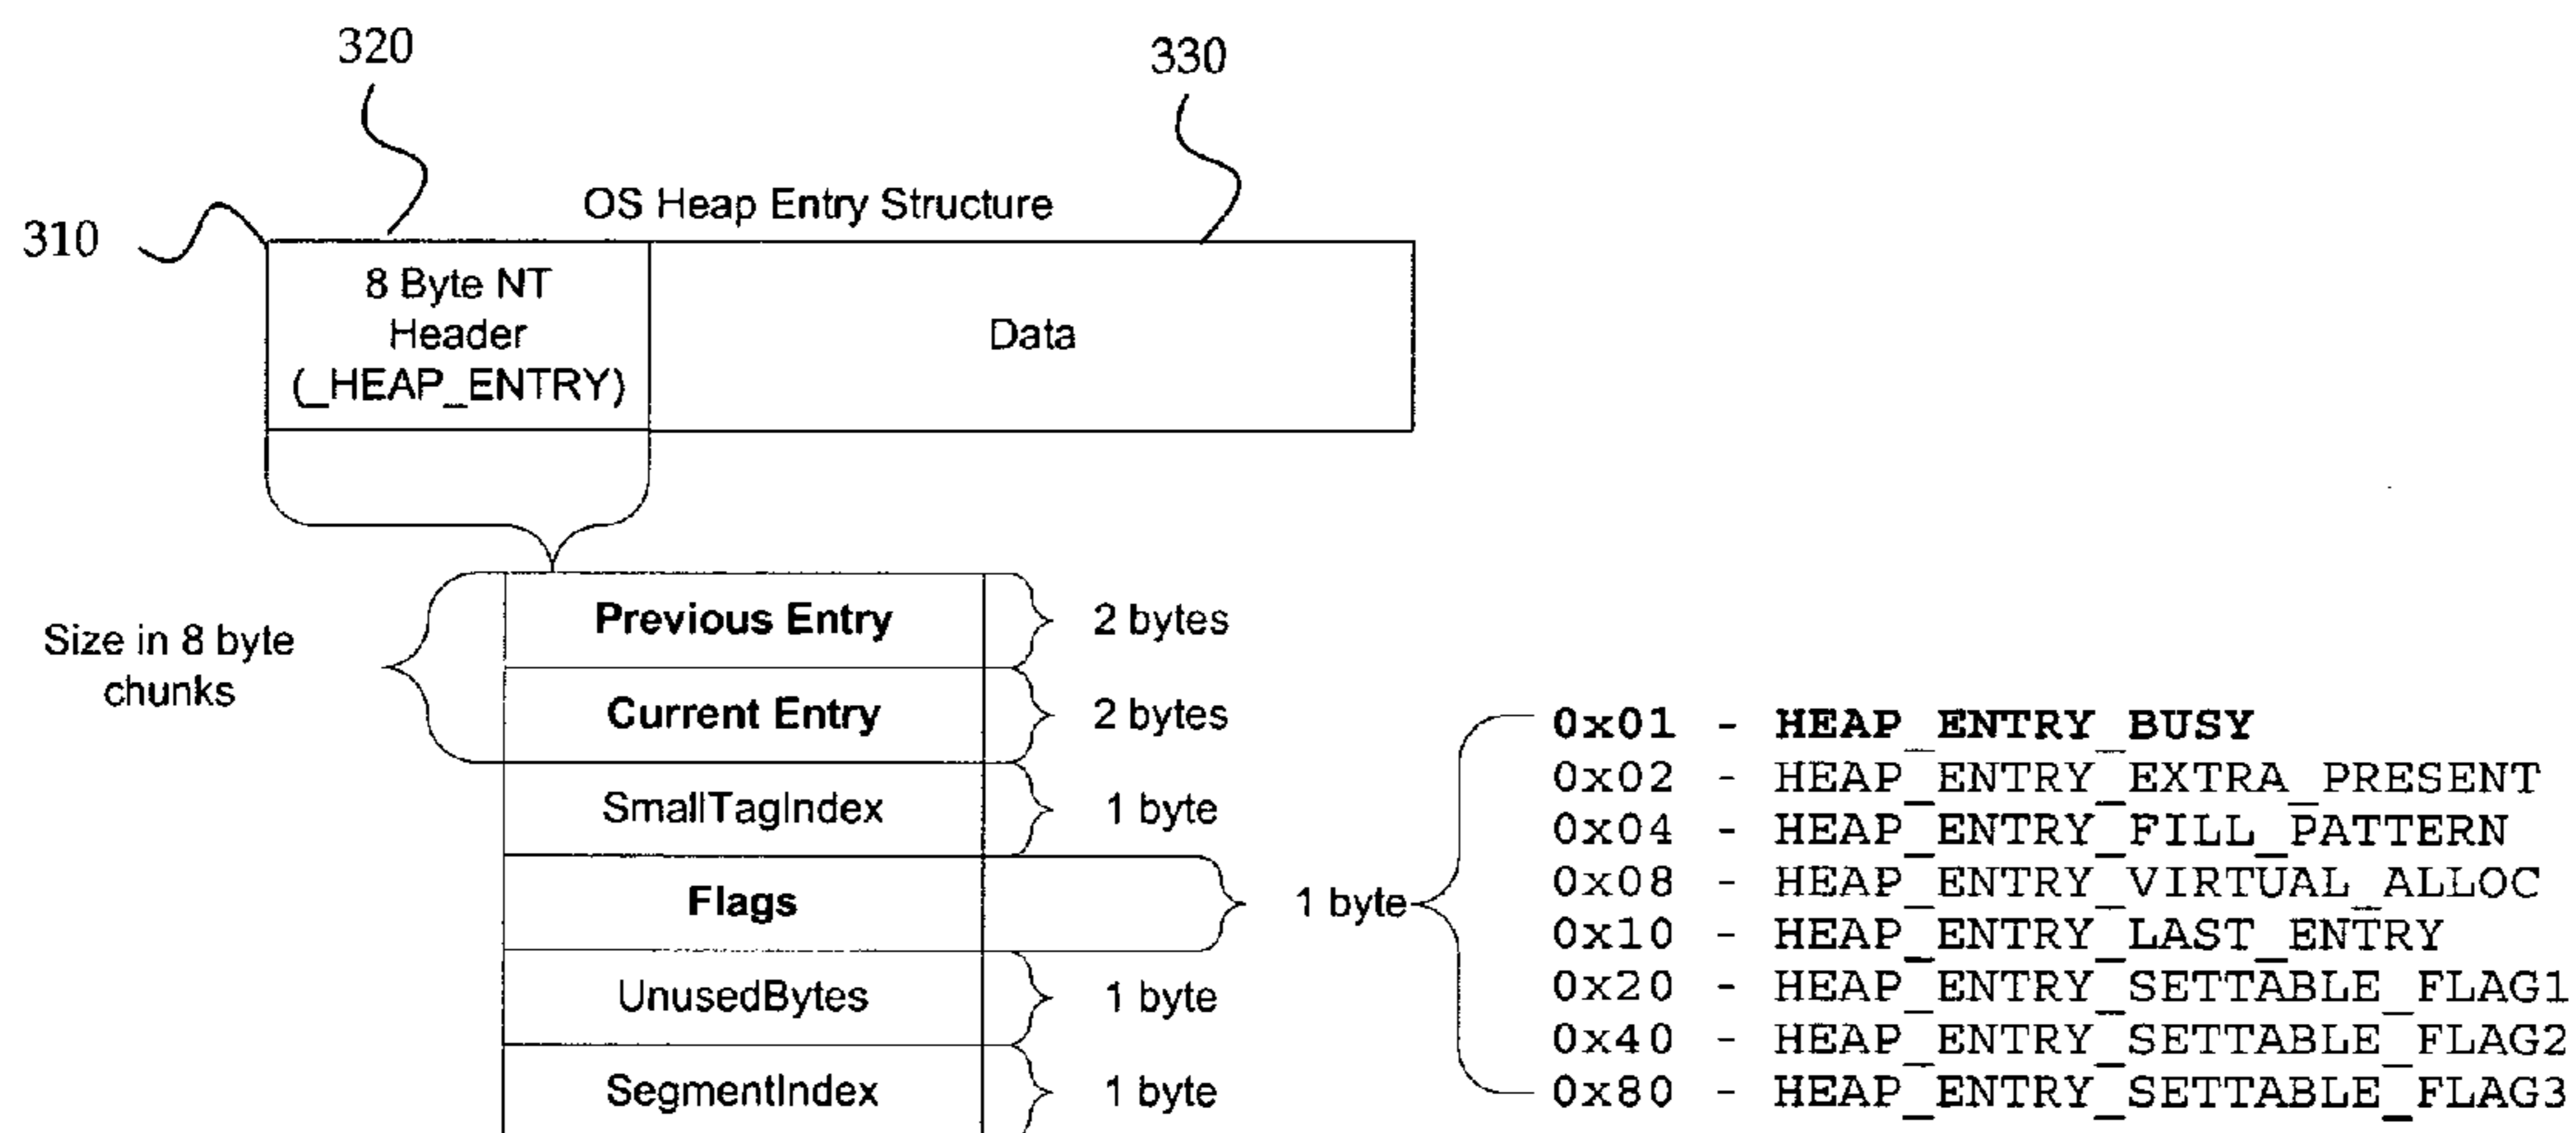 320
330
OS Heap Entry Structure
310
8 Byte NT
Header
(_HEAP_ENTRY)
Data
Size in 8 byte
chunks
Previous Entry
2 bytes
Current Entry
2 bytes
SmallTagIndex
1 byte
Flags
1 byte
UnusedBytes
1 byte
SegmentIndex
1 byte
0x01 - HEAP_ENTRY_BUSY
0x02 - HEAP_ENTRY_EXTRA_PRESENT
0x04 - HEAP_ENTRY_FILL_PATTERN
0x08 - HEAP_ENTRY_VIRTUAL_ALLOC
0x10 - HEAP_ENTRY_LAST_ENTRY
0x20 - HEAP_ENTRY_SETTABLE_FLAG1
0x40 - HEAP_ENTRY_SETTABLE_FLAG2
0x80 - HEAP_ENTRY_SETTABLE_FLAG3